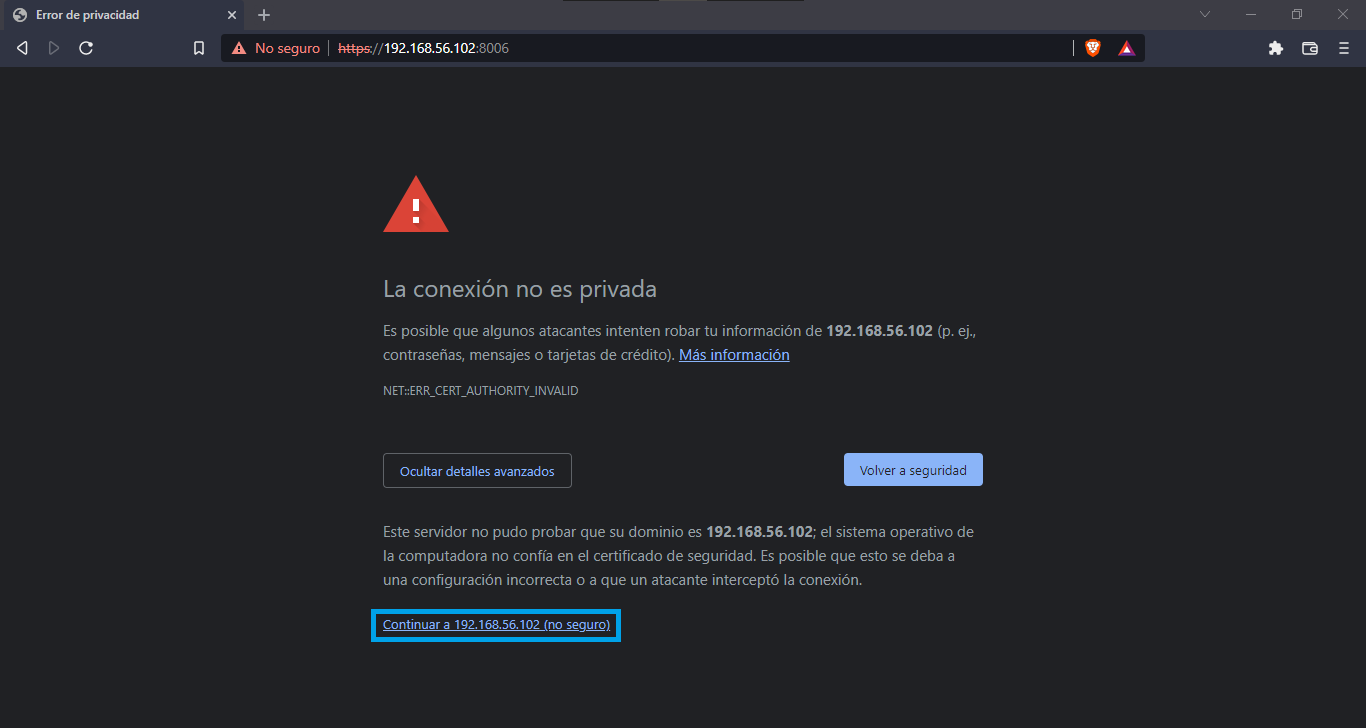 Error de privacidad
No seguro
https://192.168.56.102:8006
La conexión no es privada
Es posible que algunos atacantes intenten robar tu información de 192.168.56.102 (p. ej.,
contraseñas, mensajes o tarjetas de crédito). Más información
NET::ERR_CERT_AUTHORITY_INVALID
Ocultar detalles avanzados
Volver a seguridad
Este servidor no pudo probar que su dominio es 192.168.56.102; el sistema operativo de
la computadora no confía en el certificado de seguridad. Es posible que esto se deba a
una configuración incorrecta o a que un atacante interceptó la conexión.
Continuar a 192.168.56.102 (no seguro)